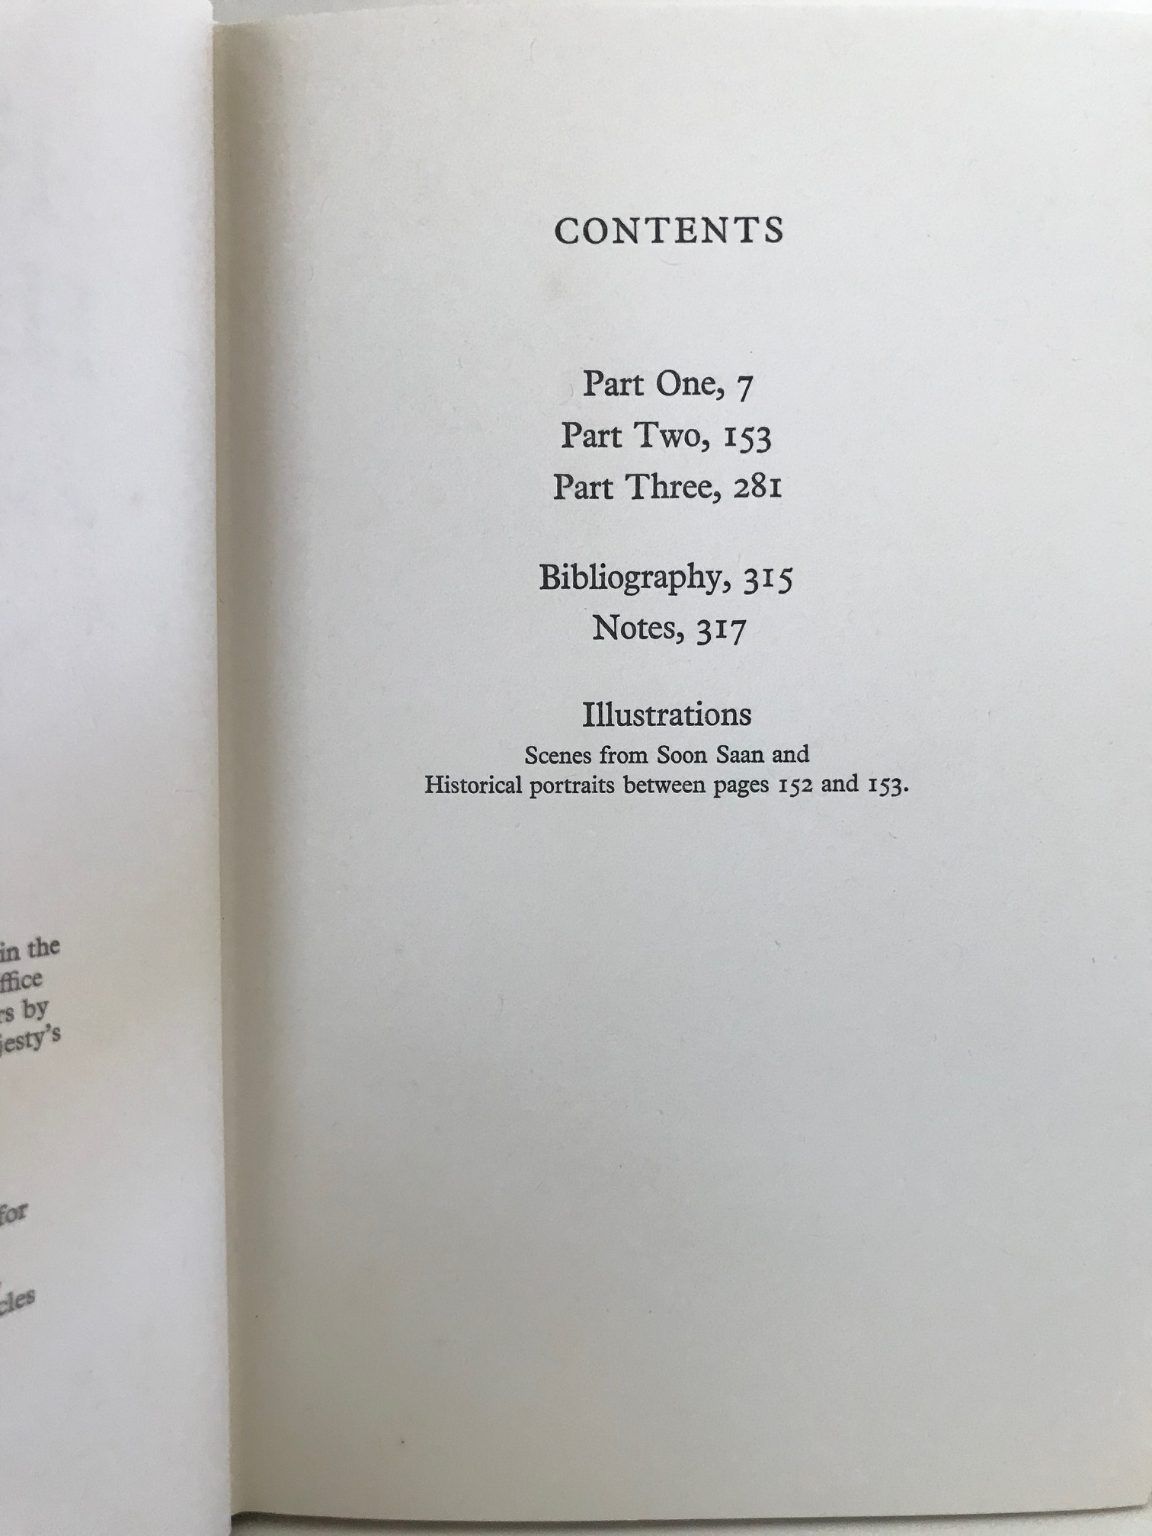 in the
ffice
rs by
jesty's
for
cles
CONTENTS
Part One, 7
Part Two, 153
Part Three, 281
Bibliography, 315
Notes, 317
Illustrations
Scenes from Soon Saan and
Historical portraits between pages 152 and 153.